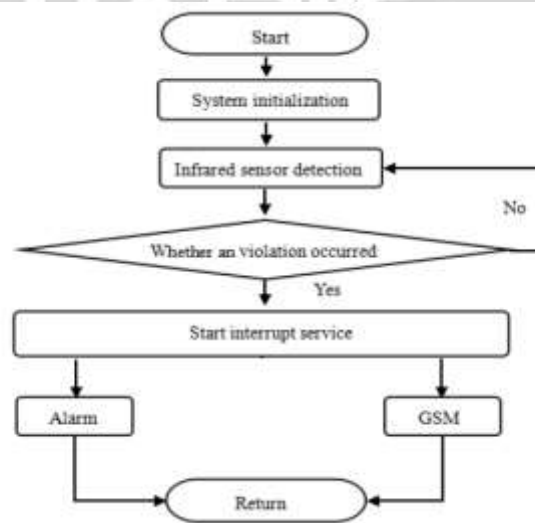 Start
System initialization
Infrared sensor detection
No
Whether an violation occurred
Yes
Start interrupt service
Alarm
GSM
Return